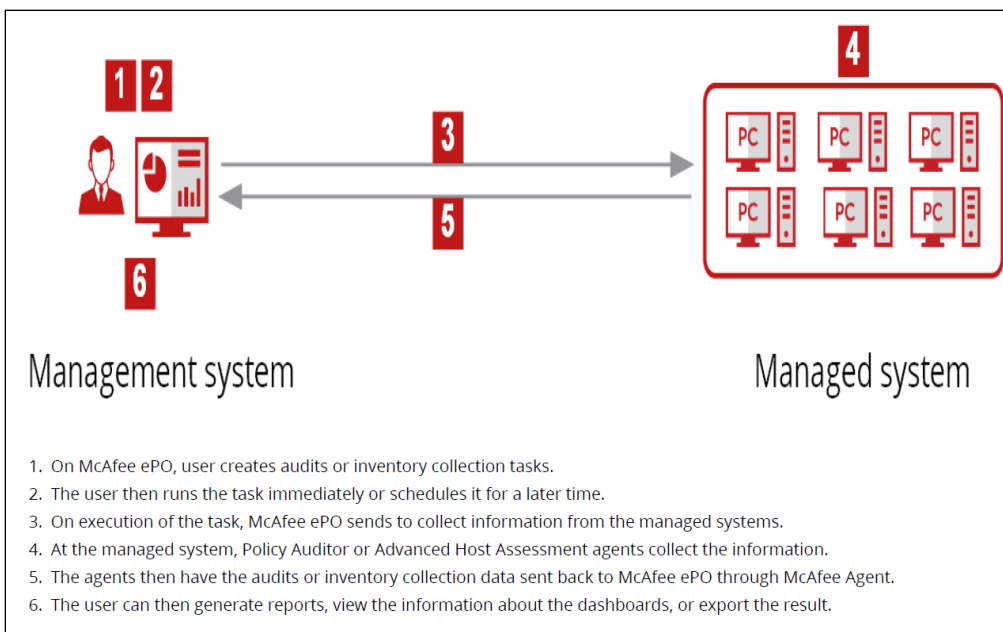 1 2
4
3
PC PC PC
PC PC PC
5
6
Management system
Managed system
1. On McAfee ePO, user creates audits or inventory collection tasks.
2. The user then runs the task immediately or schedules it for a later time.
3. On execution of the task, McAfee ePO sends to collect information from the managed systems.
4. At the managed system, Policy Auditor or Advanced Host Assessment agents collect the information.
5. The agents then have the audits or inventory collection data sent back to McAfee ePO through McAfee Agent.
6. The user can then generate reports, view the information about the dashboards, or export the result.